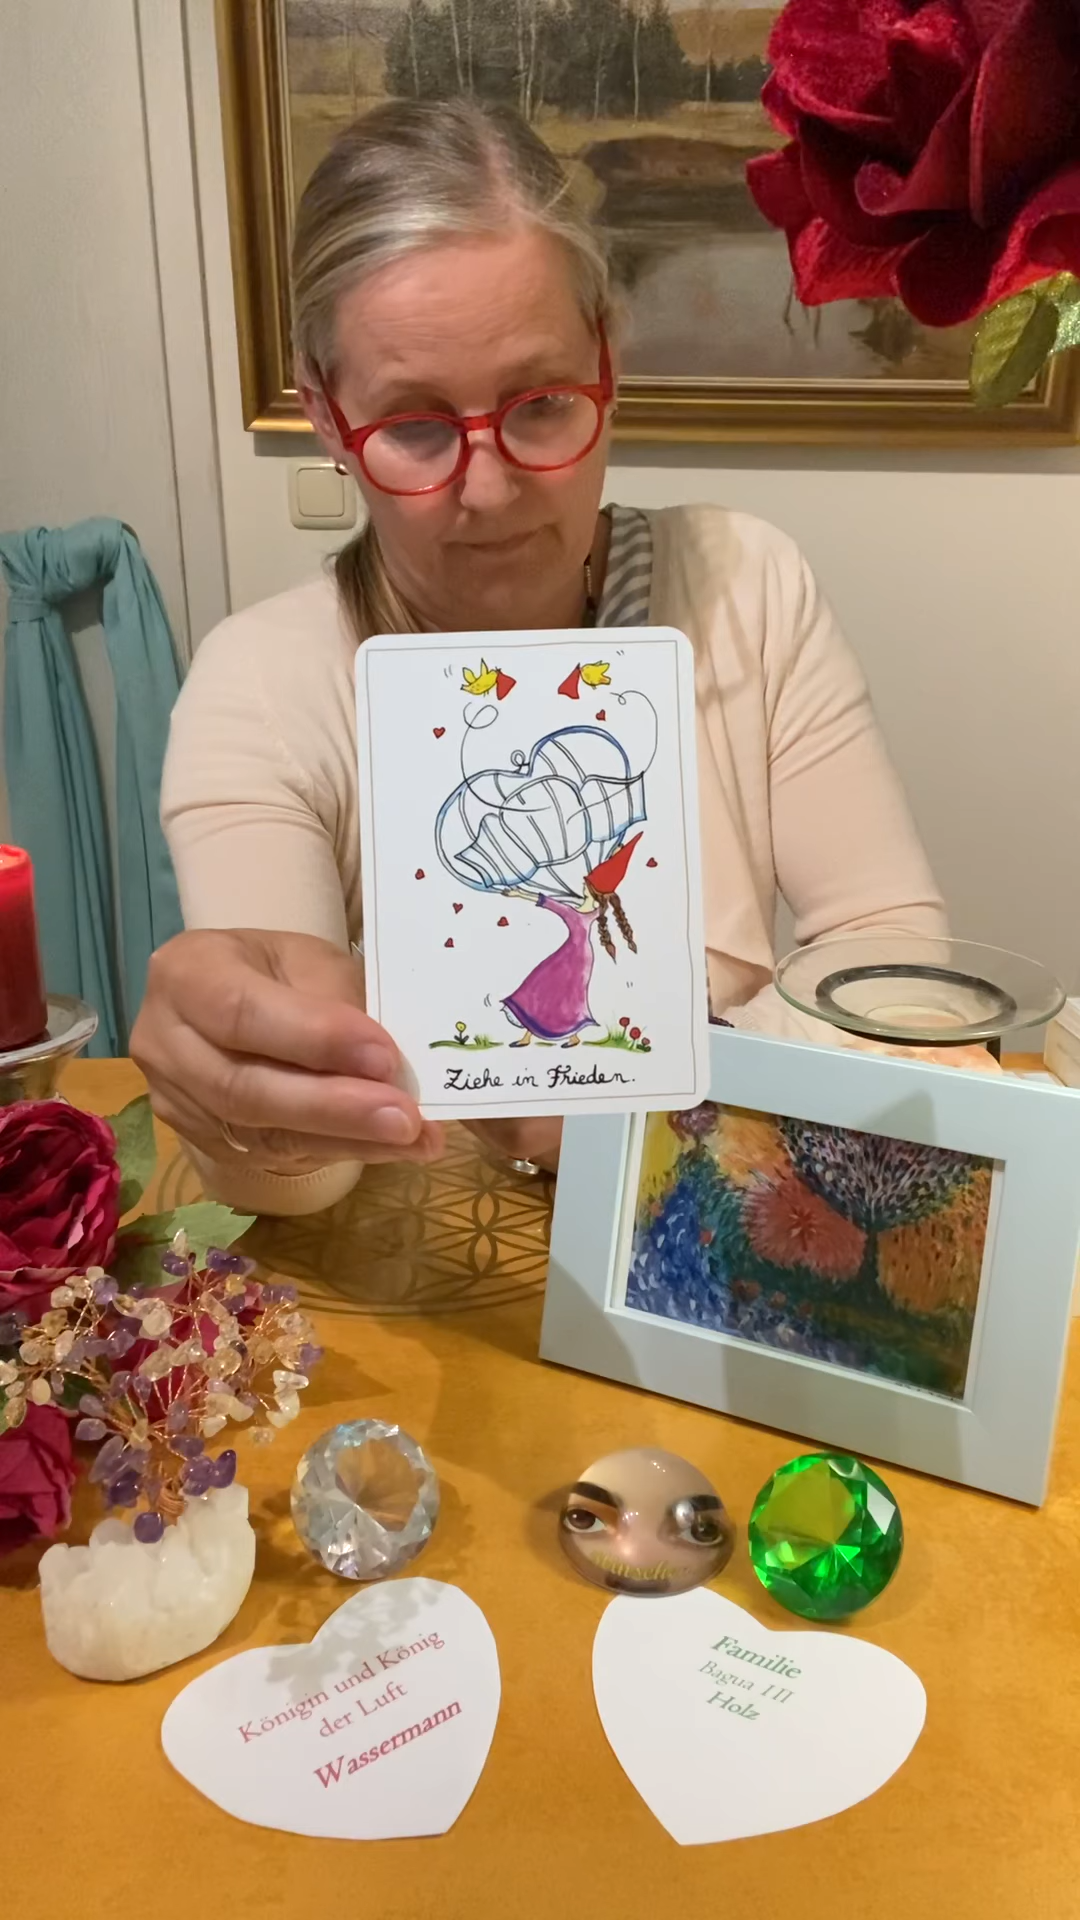 Ziehe in Frieden.
Königin und König
der Luft
Wassermann
Familie
Bagua III
Holz